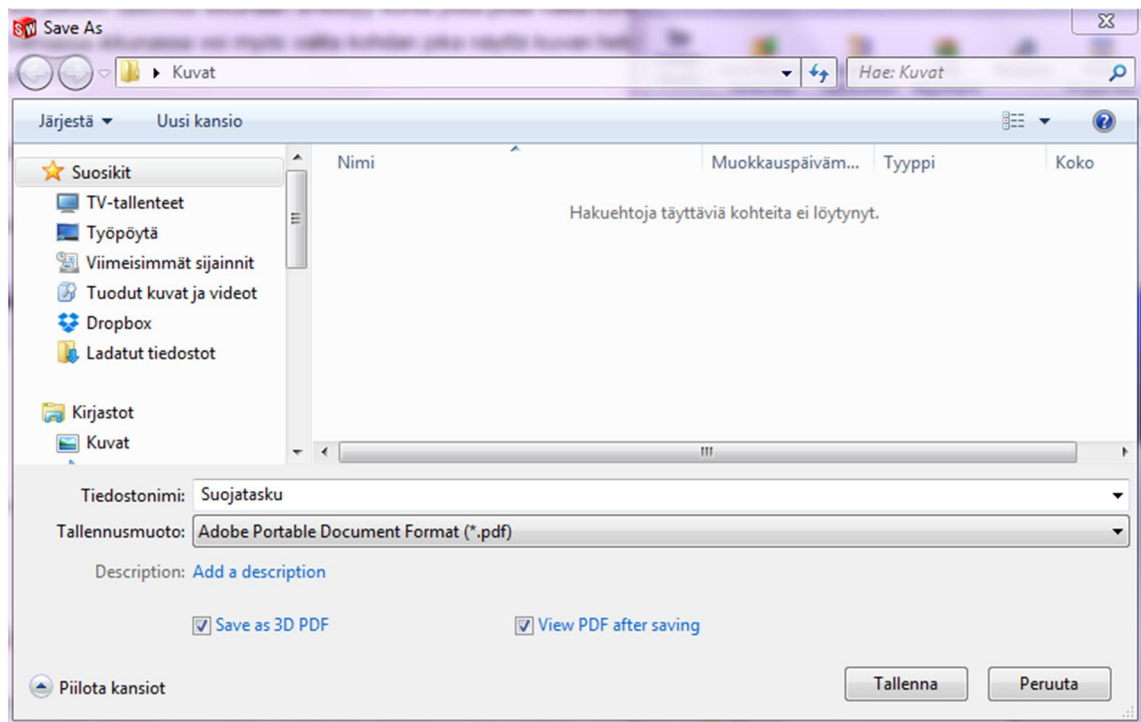 SW Save As
Kuvat
Hae: Kuvat
Järjestä Uusi kansio
Suosikit
TV-tallenteet
Työpöytä
Viimeisimmät sijainnit
Tuodut kuvat ja videot
Dropbox
Ladatut tiedostot
Kirjastot
Kuvat
Nimi Muokkauspäiväm... Tyyppi Koko
Hakuehtoja täyttäviä kohteita ei löytynyt.
Tiedostonimi: Suojatasku
Tallennusmuoto: Adobe Portable Document Format (*.pdf)
Description: Add a description
Save as 3D PDF View PDF after saving
Piilota kansiot Tallenna Peruuta